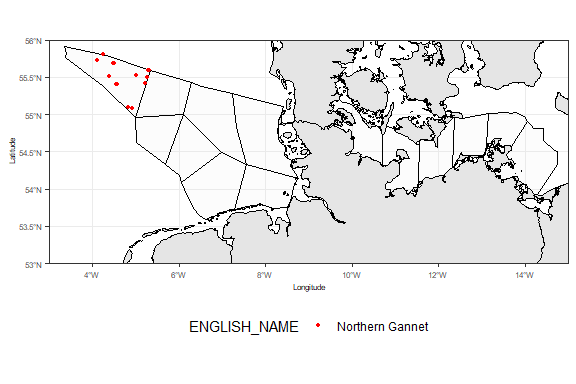 56°N
55.5°N
55°N
54.5°N
54°N
53.5°N
53°N
Latitude
4°W
6°W
8°W
10°W
12°W
14°W
Longitude
ENGLISH_NAME
Northern Gannet